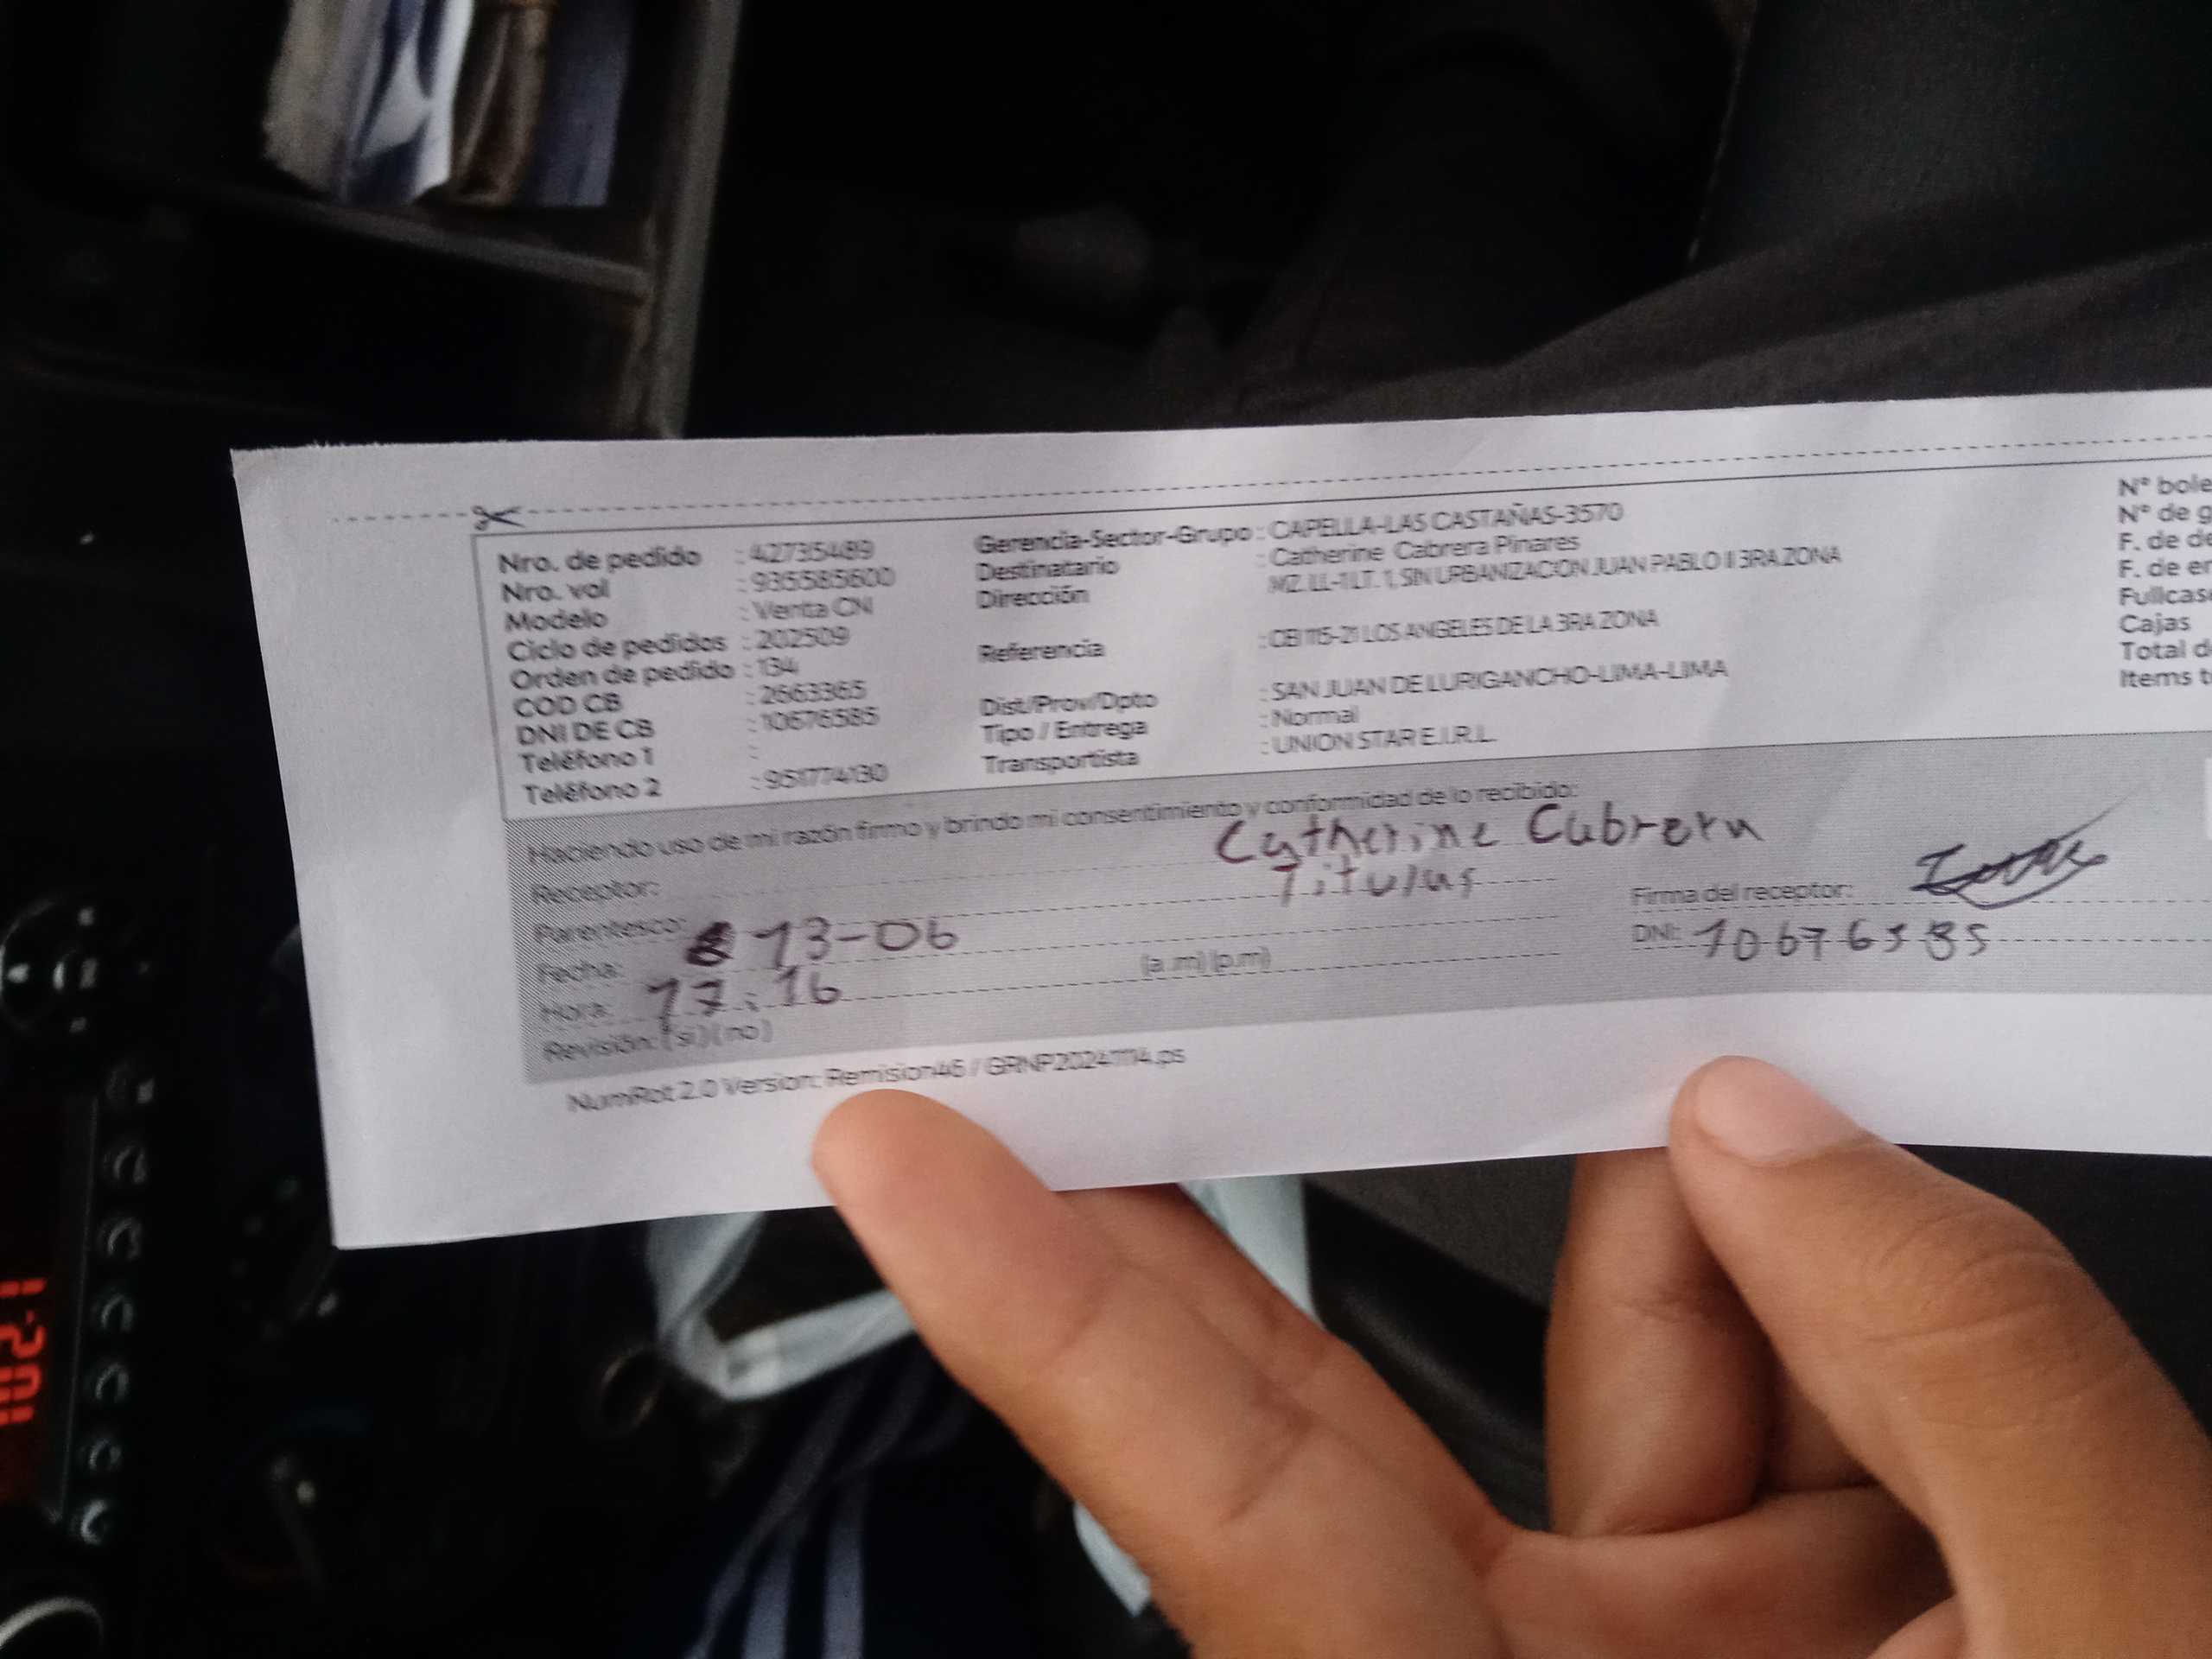 Nro. de pedido : 42735489
Nro. vol : 935585600
Modelo : Venta CN
Ciclo de pedidos : 202509
Orden de pedido : 134
COD CB : 2663365
DNI DE CB : 10676585
Teléfono 1 :
Teléfono 2 : 951774130
Gerencia-Sector-Grupo : CAPELLA-LAS CASTAÑAS-3570
Destinatario : Catherine Cabrera Pinares
Dirección MZ. LL-1 LT. 1, SIN URBANIZACION JUAN PABLO II 3RA ZONA
Referencia : CEI 115-21 LOS ANGELES DE LA 3RA ZONA
Dist/Prov/Dpto : SAN JUAN DE LURIGANCHO-LIMA-LIMA
Tipo / Entrega : Normal
Transportista : UNION STAR E.I.R.L.
N° bole
N° de g
F. de de
F. de en
Fullcase
Cajas
Total d
Items t
Haciendo uso de mi razón firmo y brindo mi consentimiento y conformidad de lo recibido:
Receptor: Catherine Cabrera
Parentesco: Titular
Fecha: 13-06
Hora: 17:16 (a.m) (p.m)
Revisión: (si) (no)
Firma del receptor:
DNI: 10676585
NumRot 2.0 Version: Remision46 / GRNP20241114.ps